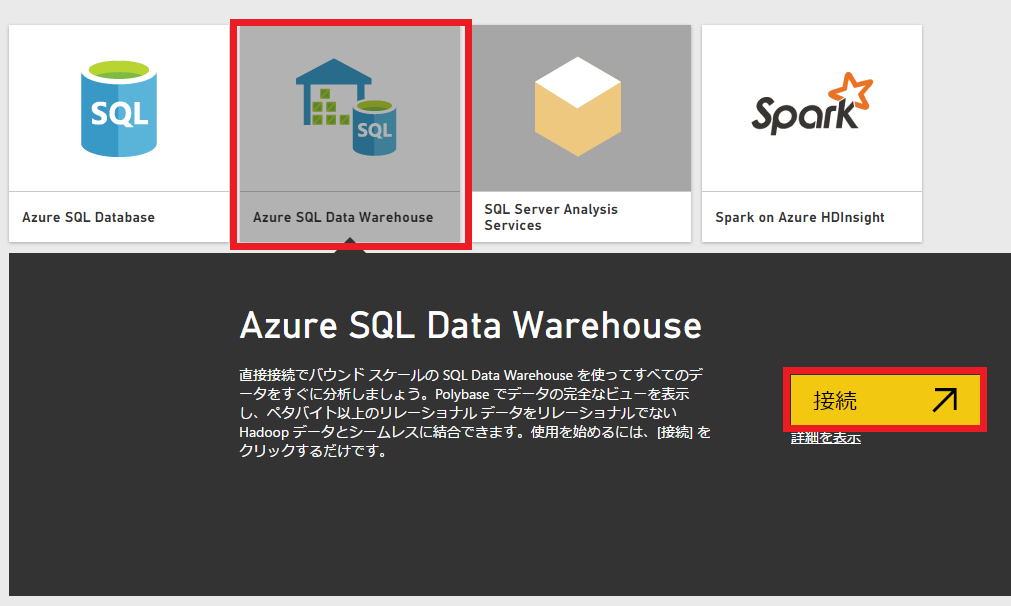 SQL
SQL
Spark
Azure SQL Database
Azure SQL Data Warehouse
SQL Server Analysis
Services
Spark on Azure HDInsight
Azure SQL Data Warehouse
直接接続でバウンド スケールの SQL Data Warehouse を使ってすべてのデ
ータをすぐに分析しましょう。Polybase でデータの完全なビューを表示
し、ペタバイト以上のリレーショナル データをリレーショナルでない
Hadoop データとシームレスに結合できます。使用を始めるには、[接続] を
クリックするだけです。
接続
詳細を表示